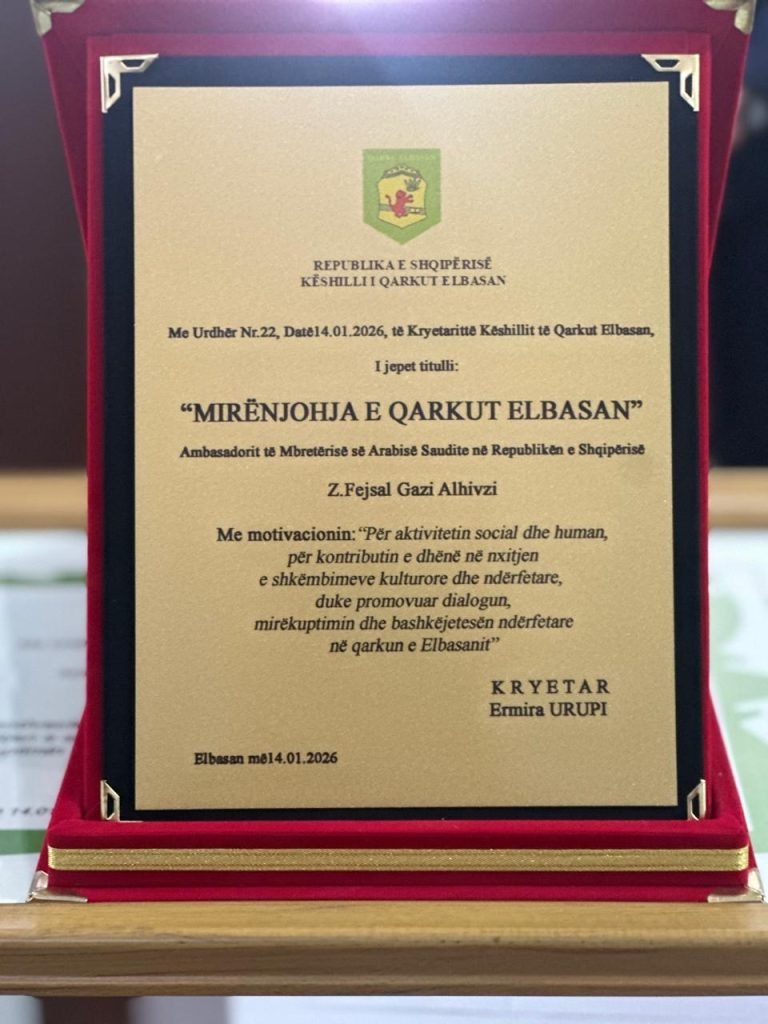 REPUBLIKA E SHQIPËRISË
KËSHILLI I QARKUT ELBASAN
Me Urdhër Nr.22, Datë14.01.2026, të Kryetarittë Këshillit të Qarkut Elbasan,
I jepet titulli:
“MIRËNJOHJA E QARKUT ELBASAN”
Ambasadorit të Mbretërisë së Arabisë Saudite në Republikën e Shqipërisë
Z.Fejsal Gazi Alhivzi
Me motivacionin: “Për aktivitetin social dhe human,
për kontributin e dhënë në nxitjen
e shkëmbimeve kulturore dhe ndërfetare,
duke promovuar dialogun,
mirëkuptimin dhe bashkëjetesën ndërfetare
në qarkun e Elbasanit”
KRYETAR
Ermira URUPI
Elbasan më14.01.2026